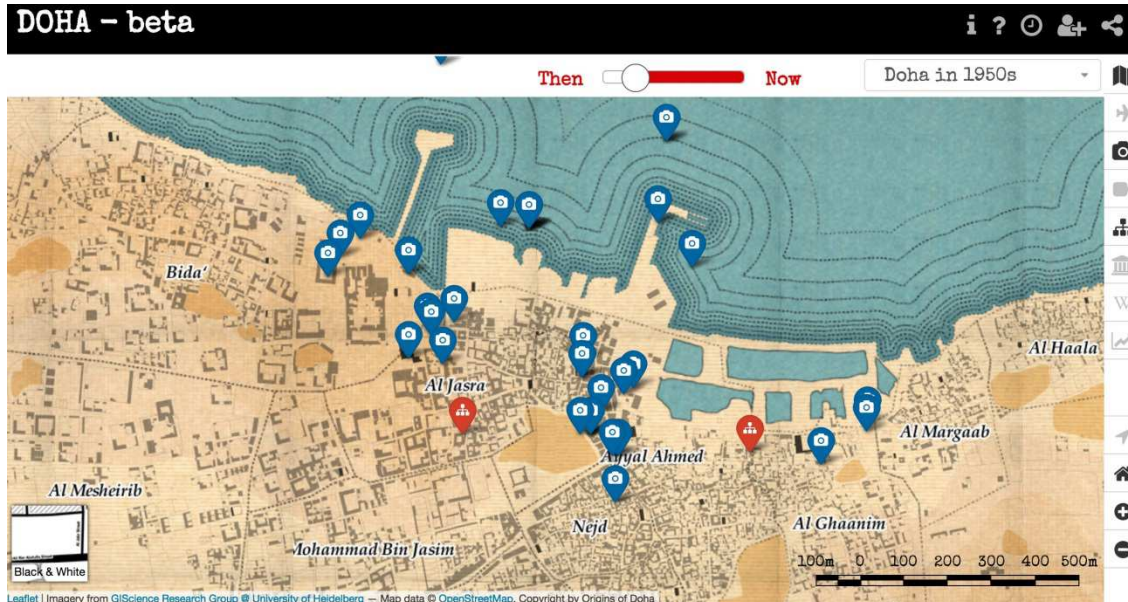 DOHA - beta
i ?
Then Now Doha in 1950s
Bida'
Al Haala
Al Jasra
Al Margaab
Ayyal Ahmed
Al Mesheirib
Nejd
Al Ghaanim
Mohammad Bin Jasim
100m 0 100 200 300 400 500m
Black & White
Leaflet | Imagery from GIScience Research Group @ University of Heidelberg — Map data © OpenStreetMap, Copyright by Origins of Doha
W